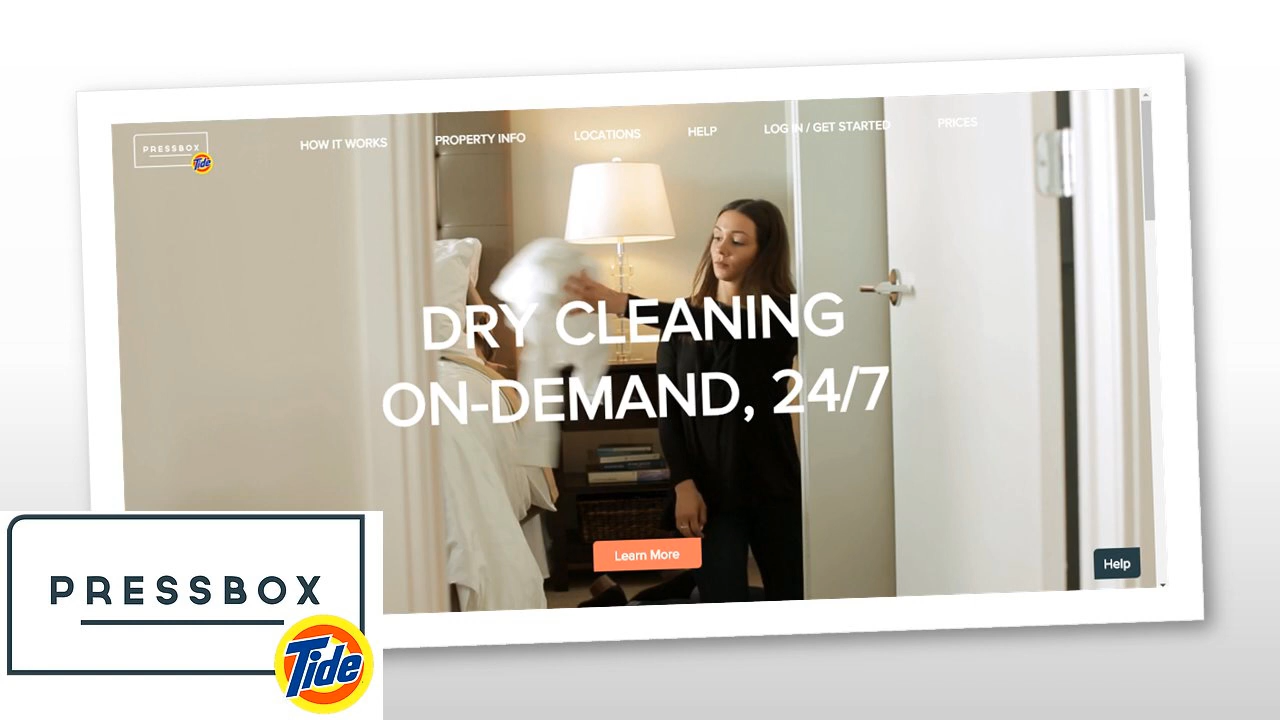 PRESSBOX
Tide
HOW IT WORKS
PROPERTY INFO
LOCATIONS
HELP
LOG IN / GET STARTED
PRICES
DRY CLEANING
ON-DEMAND, 24/7
Learn More
Help
PRESSBOX
Tide